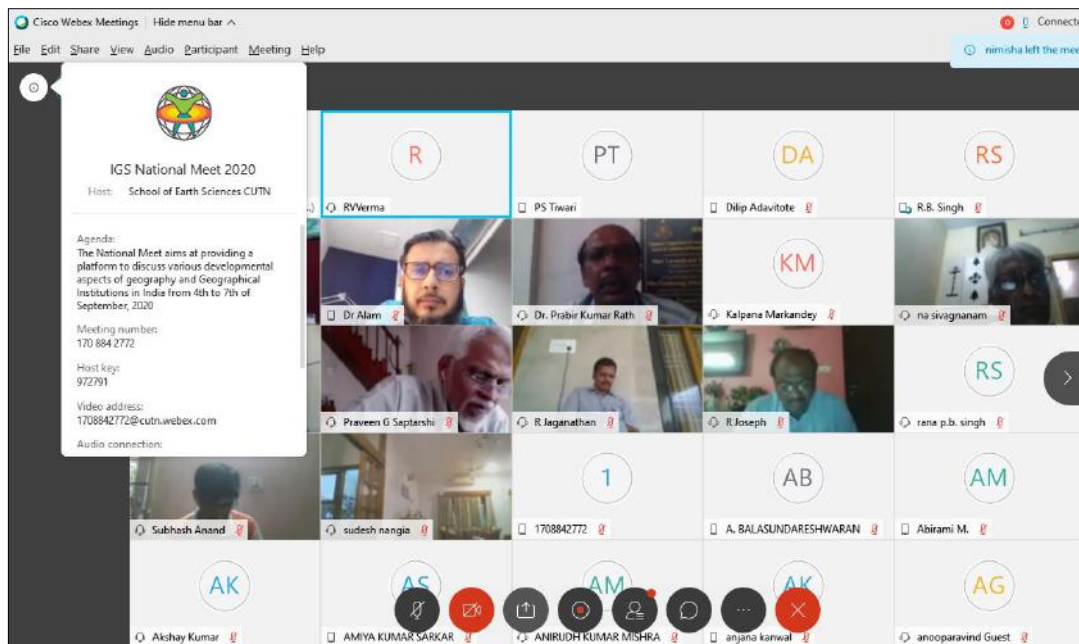 Cisco Webex Meetings | Hide menu bar
Connecte
File Edit Share View Audio Participant Meeting Help
nimisha left the mee
IGS National Meet 2020
Host: School of Earth Sciences CUTN
Agenda:
The National Meet aims at providing a
platform to discuss various developmental
aspects of geography and Geographical
Institutions in India from 4th to 7th of
September, 2020
Meeting number:
170 884 2772
Host key:
972791
Video address:
1708842772@cutn.webex.com
Audio connection:
R PT DA RS
..) RVVerma PS Tiwari Dilip Adavitote R.B. Singh
KM
Dr Alam Dr. Prabir Kumar Rath Kalpana Markandey na sivagnanam
RS
Praveen G Saptarshi R Jaganathan R Joseph rana p.b. singh
1 AB AM
Subhash Anand sudesh nangia 1708842772 A. BALASUNDARESHWARAN Abirami M.
AK AS AM AK AG
Akshay Kumar AMIYA KUMAR SARKAR ANIRUDH KUMAR MISHRA anjana kanwal anooparavind Guest